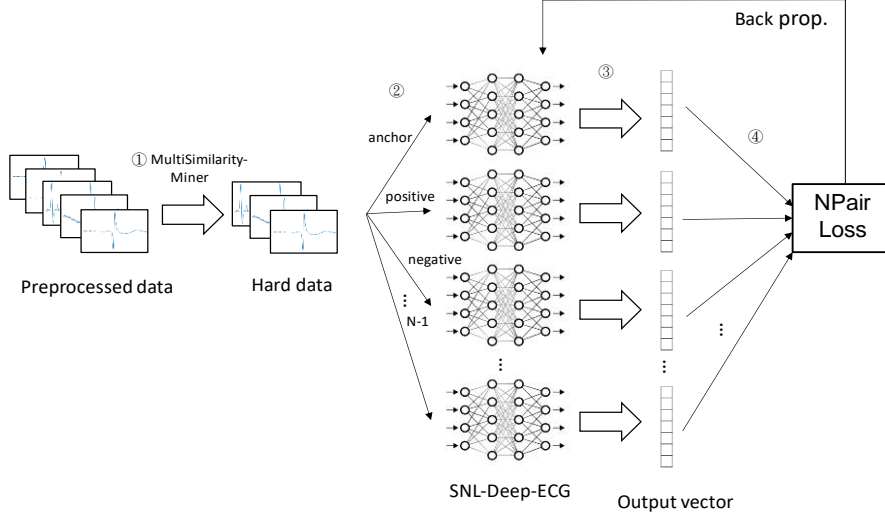 Back prop.
②
③
anchor
④
① MultiSimilarity-
Miner
positive
NPair
Loss
negative
Preprocessed data
Hard data
...
N-1
...
...
...
SNL-Deep-ECG
Output vector